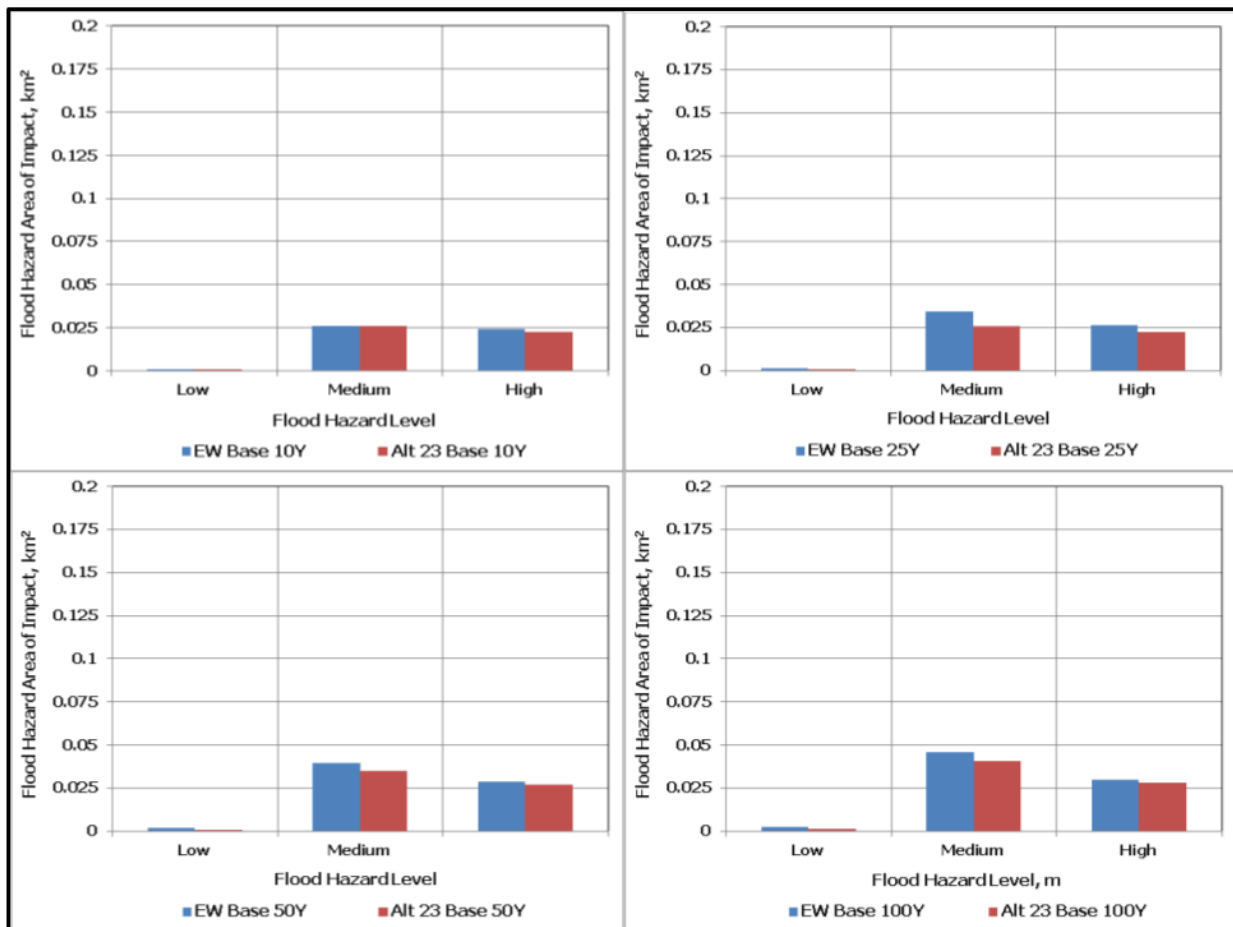 Flood Hazard Area of Impact, km²
0.2
0.175
0.15
0.125
0.1
0.075
0.05
0.025
0
Low Medium High
Flood Hazard Level
EW Base 10Y Alt 23 Base 10Y
Flood Hazard Area of Impact, km²
0.2
0.175
0.15
0.125
0.1
0.075
0.05
0.025
0
Low Medium High
Flood Hazard Level
EW Base 25Y Alt 23 Base 25Y
Flood Hazard Area of Impact, km²
0.2
0.175
0.15
0.125
0.1
0.075
0.05
0.025
0
Low Medium
Flood Hazard Level
EW Base 50Y Alt 23 Base 50Y
Flood Hazard Area of Impact, km²
0.2
0.175
0.15
0.125
0.1
0.075
0.05
0.025
0
Low Medium High
Flood Hazard Level, m
EW Base 100Y Alt 23 Base 100Y